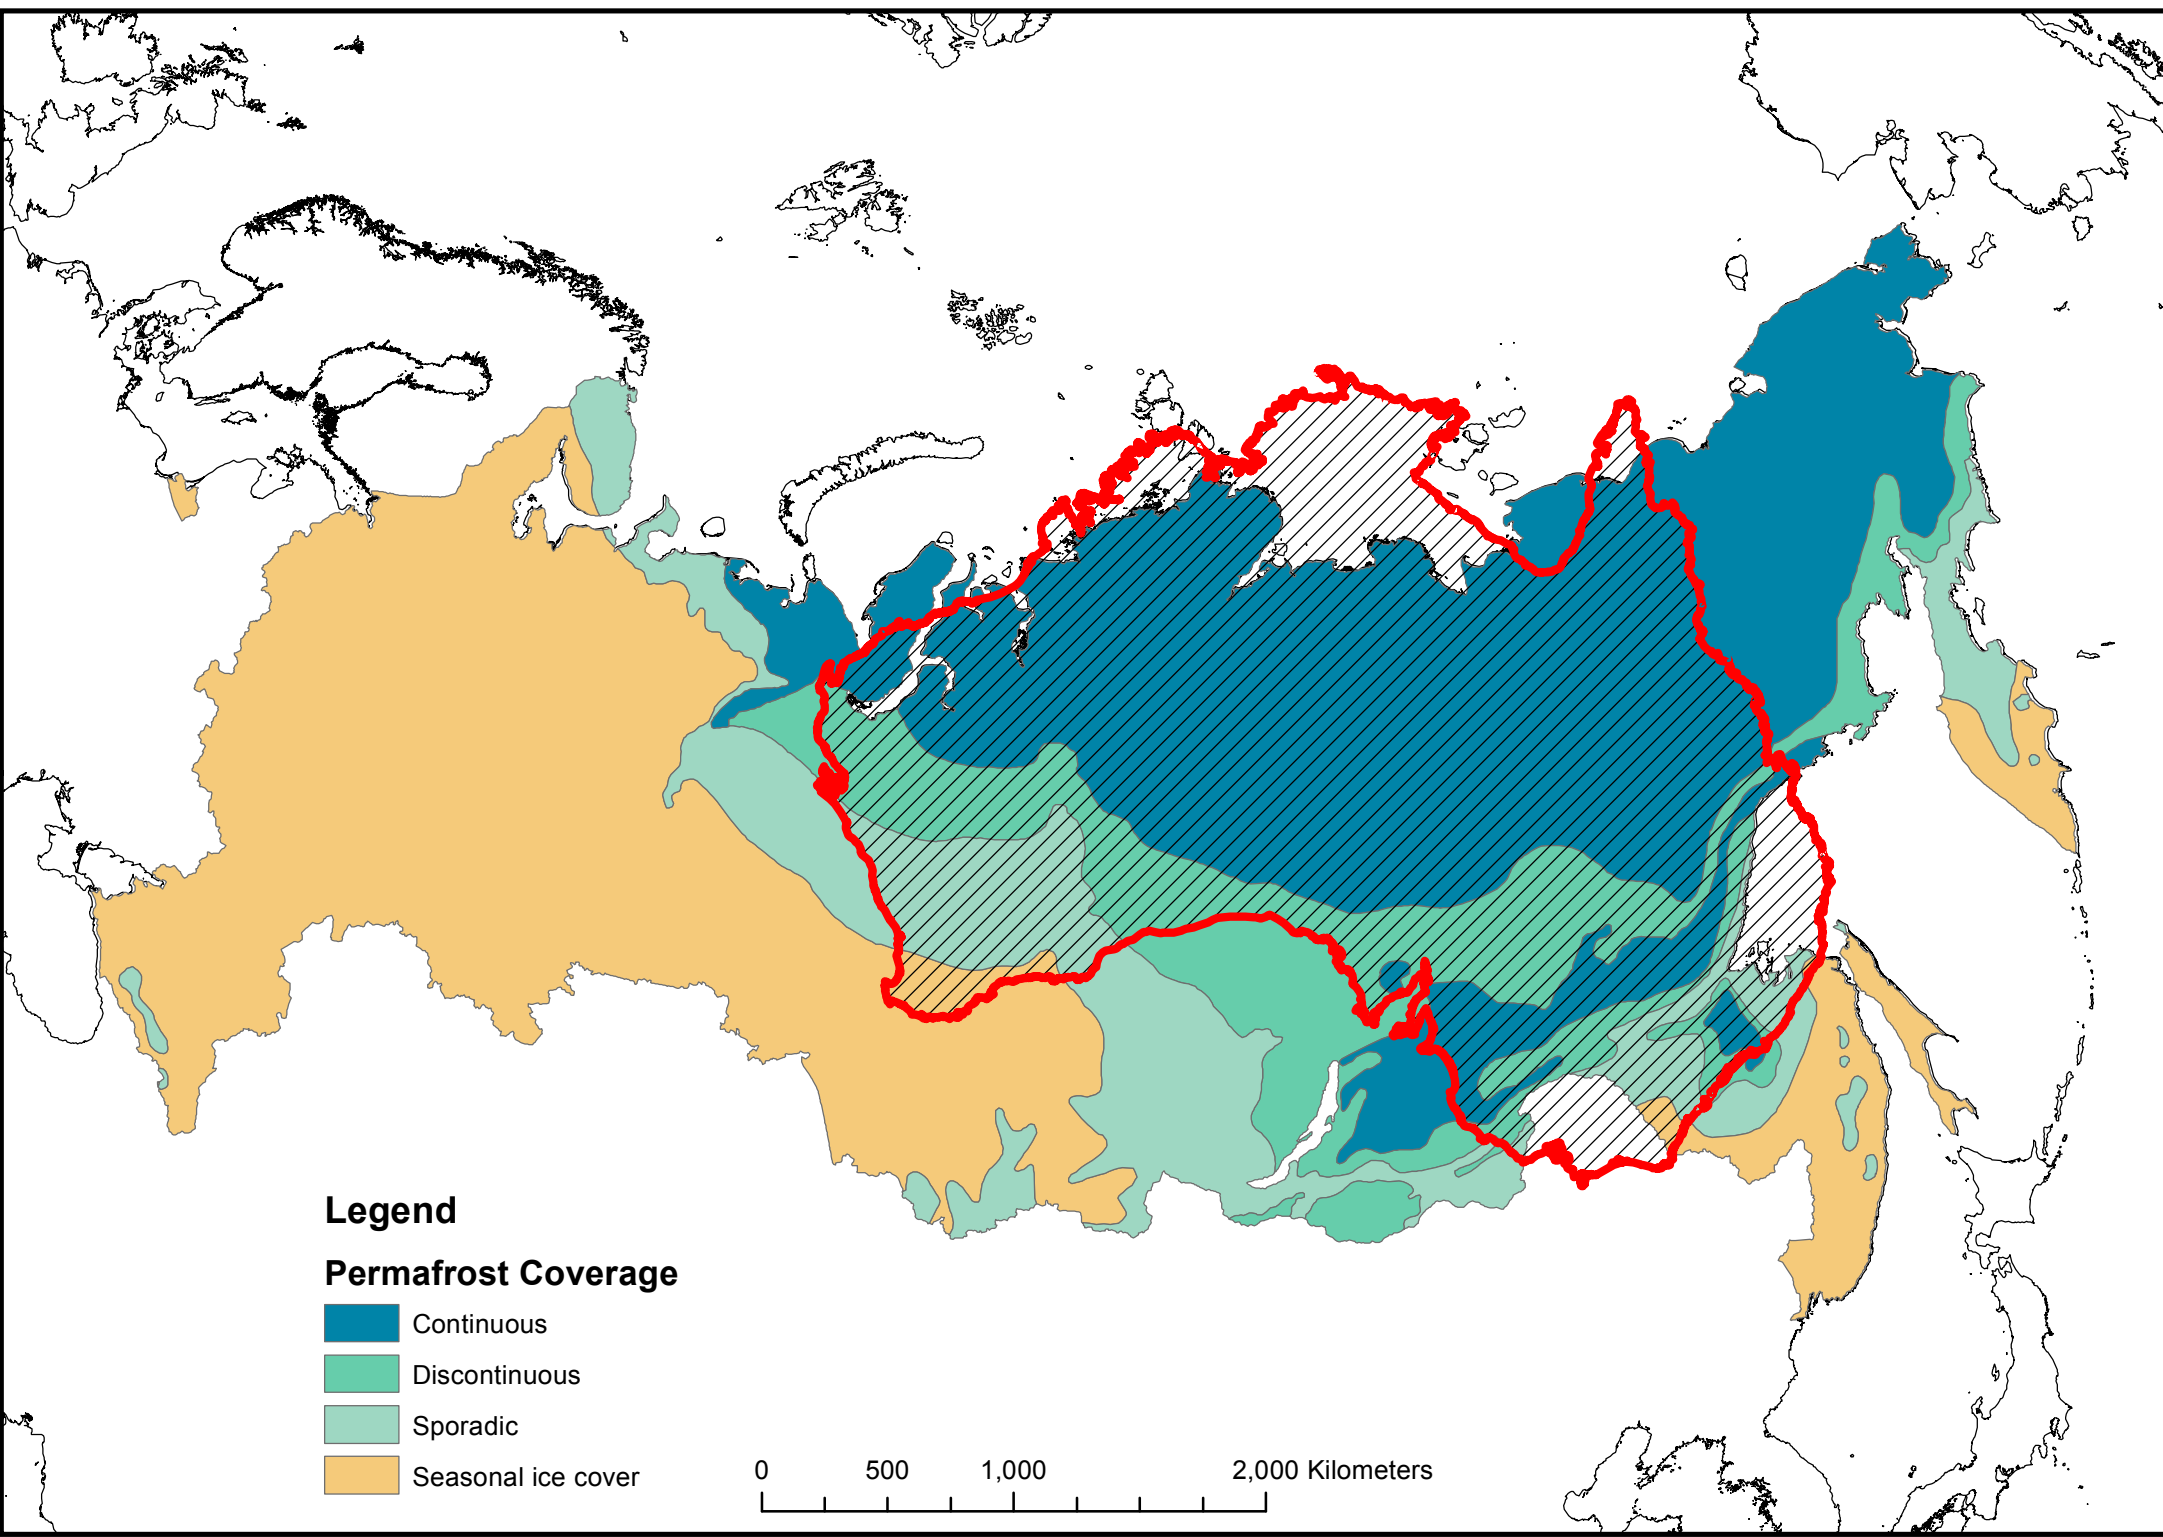 Legend
Permafrost Coverage
Continuous
Discontinuous
Sporadic
Seasonal ice cover
0 500 1,000 2,000 Kilometers